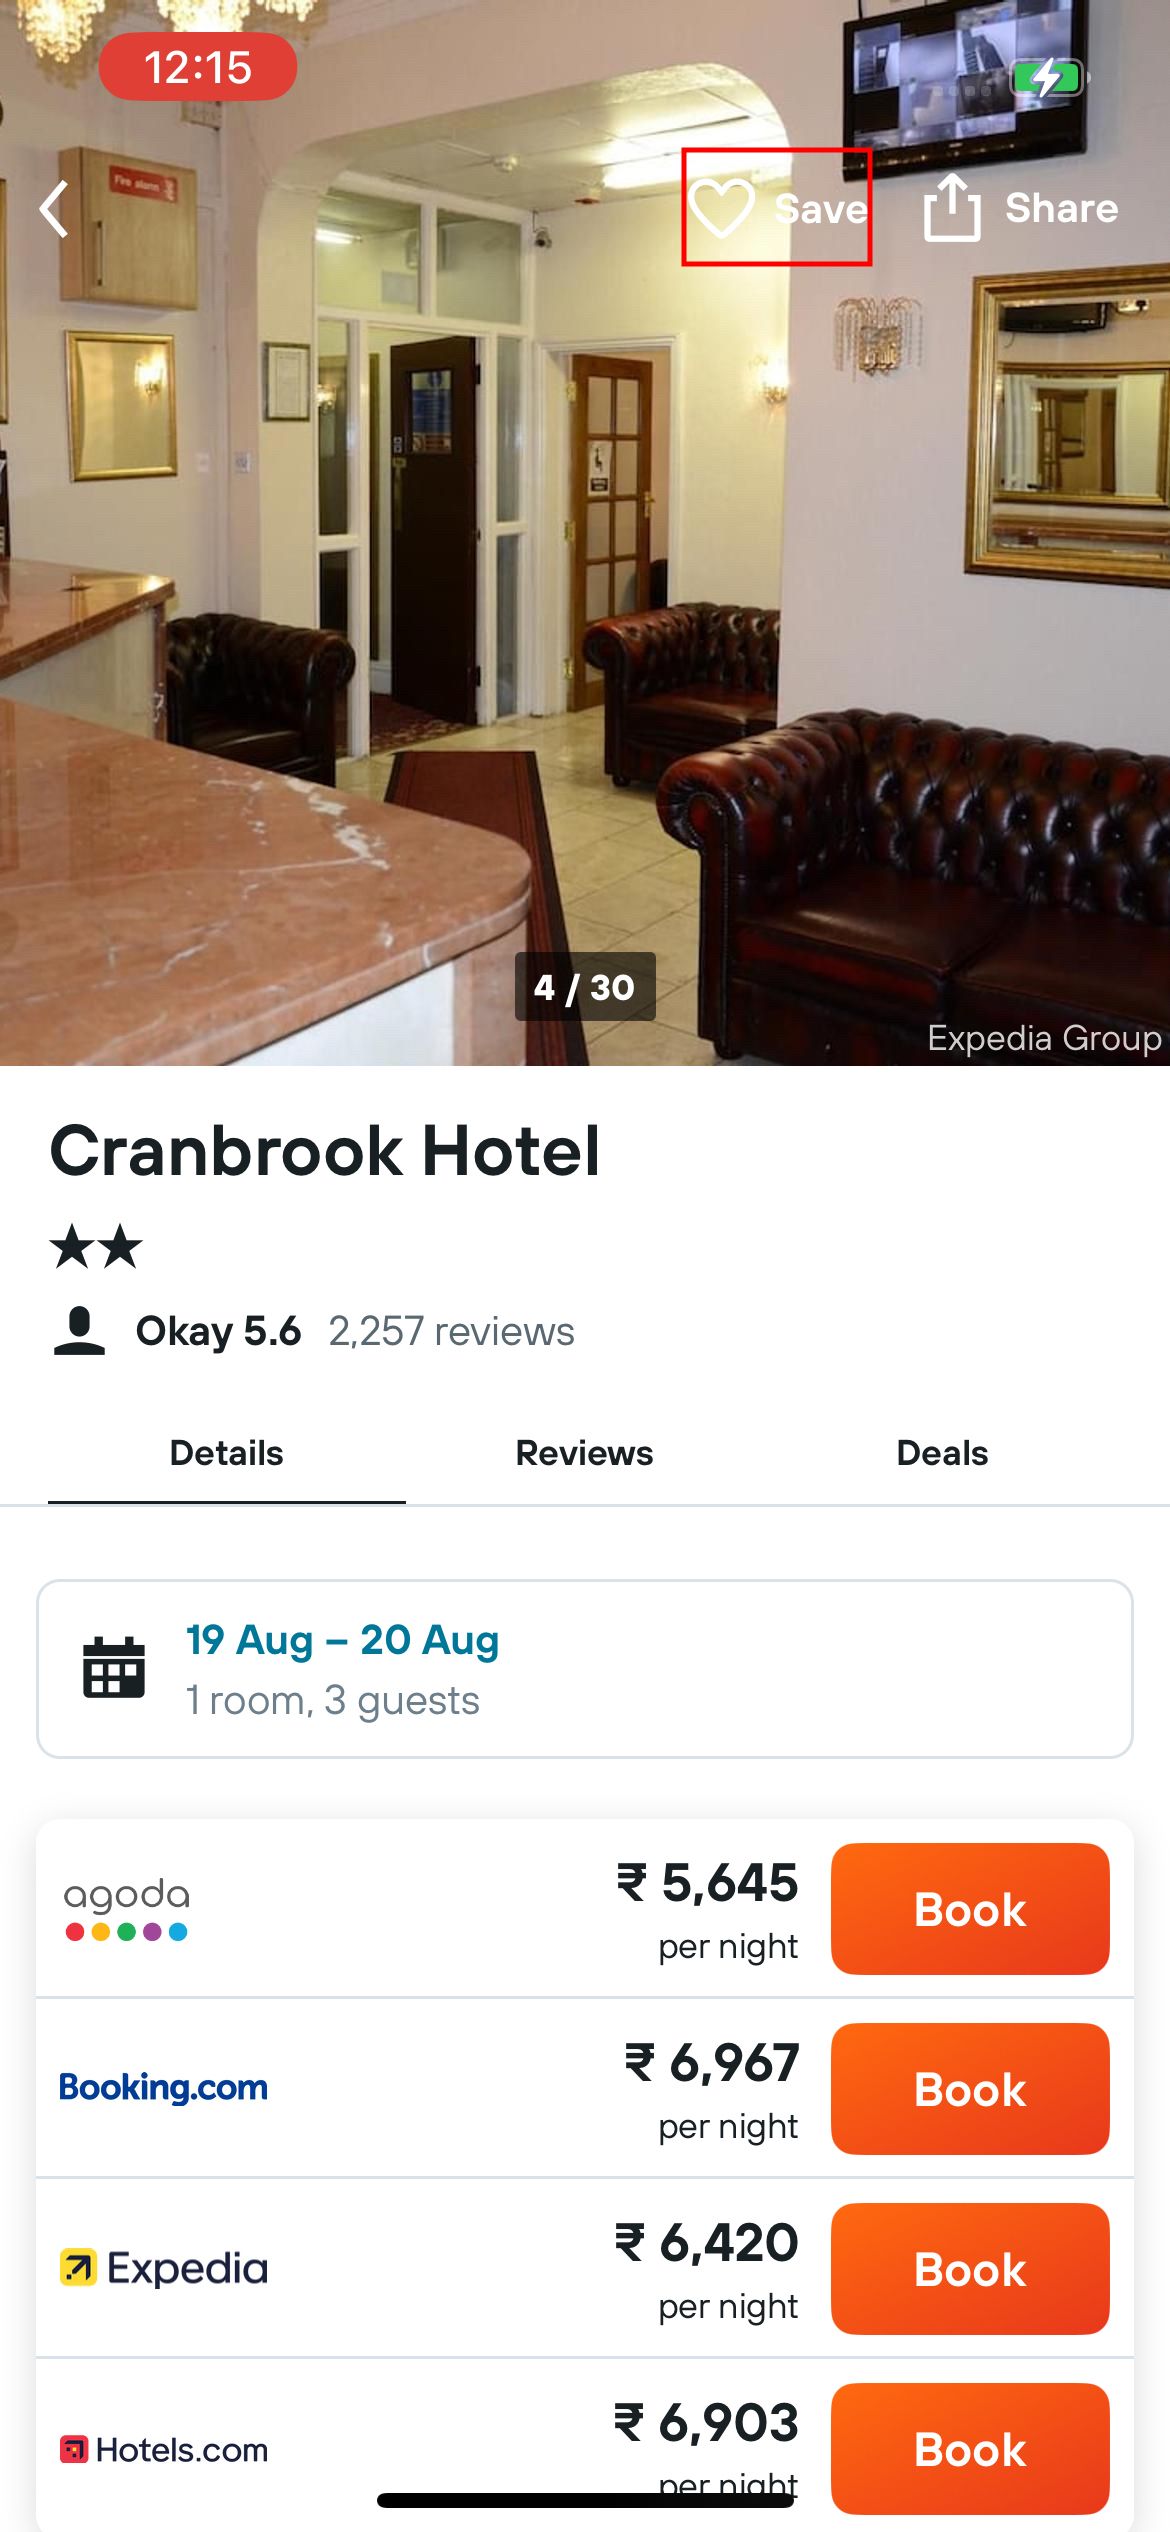 12:15
Fire alarm
Save
Share
4 / 30
Expedia Group
Cranbrook Hotel
Okay 5.6 2,257 reviews
Details Reviews Deals
19 Aug – 20 Aug
1 room, 3 guests
agoda
₹ 5,645
per night
Book
Booking.com
₹ 6,967
per night
Book
Expedia
₹ 6,420
per night
Book
Hotels.com
₹ 6,903
per night
Book